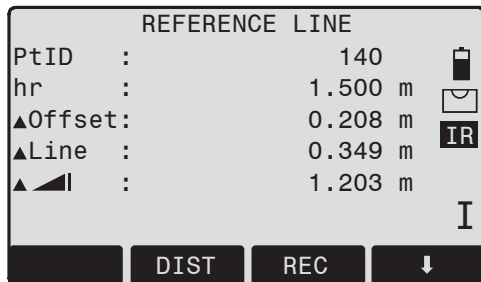 REFERENCE LINE
PtID : 140
hr : 1.500 m
▲Offset: 0.208 m
▲Line : 0.349 m
▲ : 1.203 m
IR
I
DIST REC ⬇